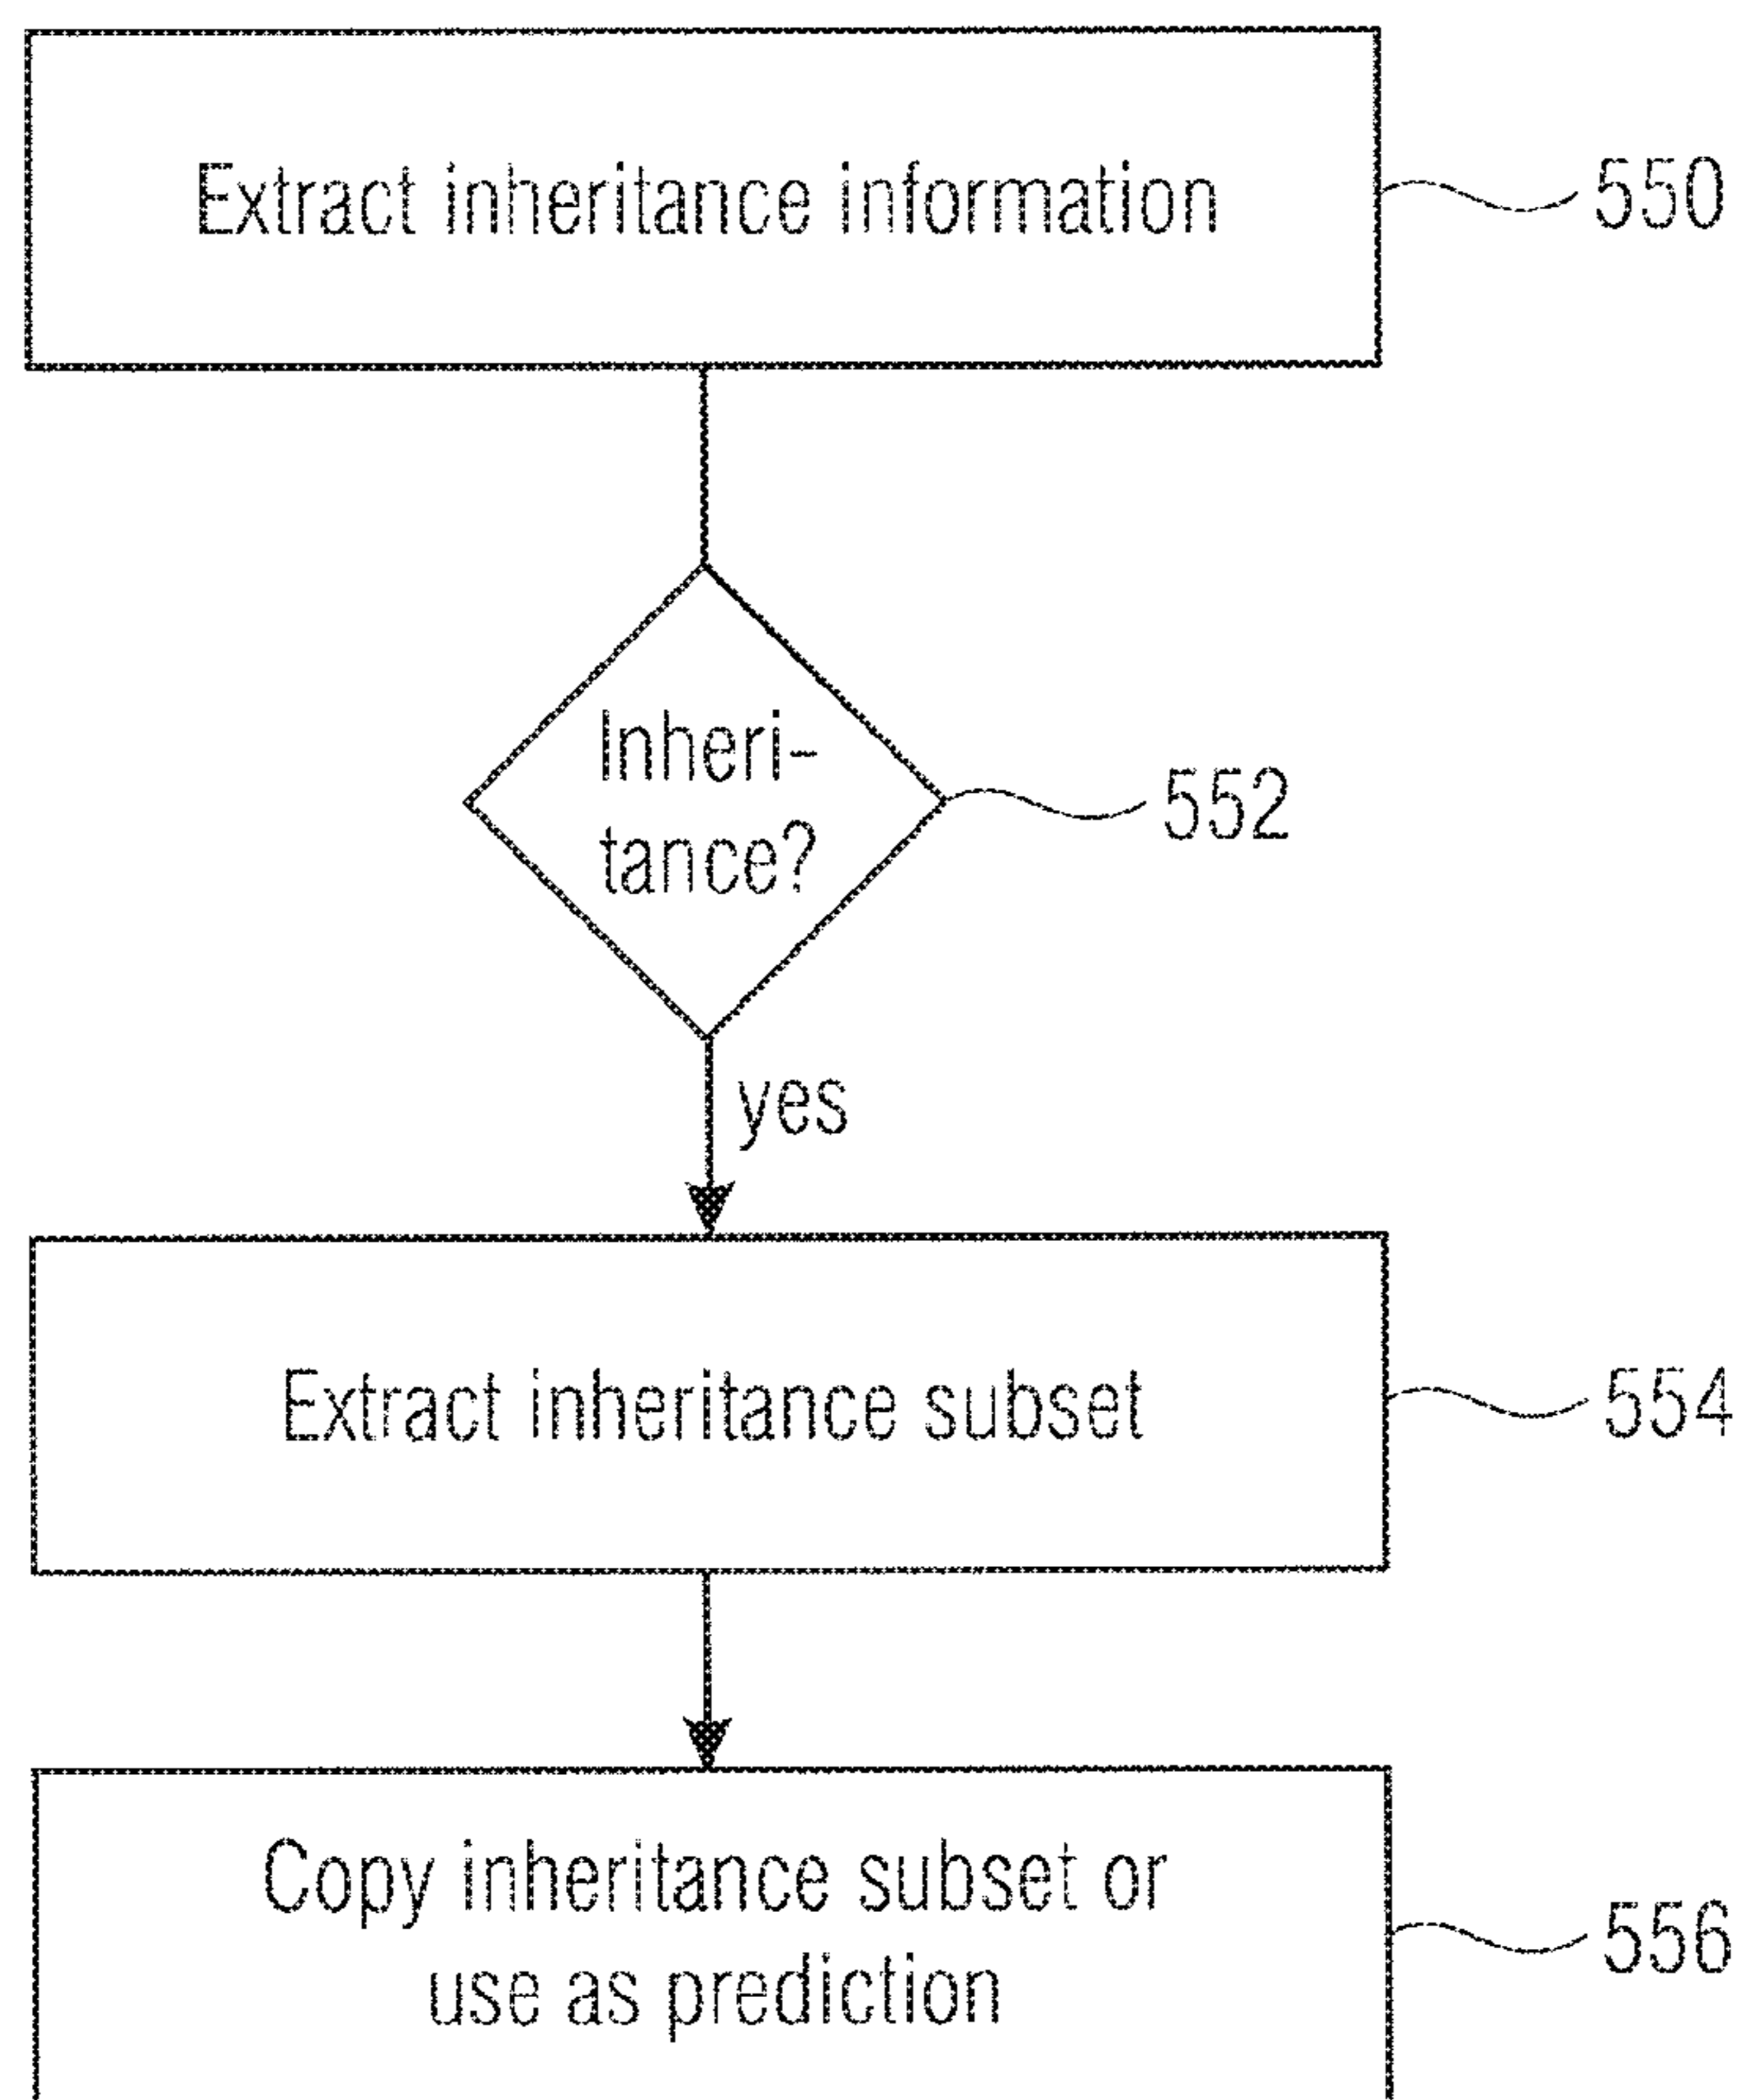 Extract inheritance information
550
Inheri-
tance?
552
yes
Extract inheritance subset
554
Copy inheritance subset or
use as prediction
556